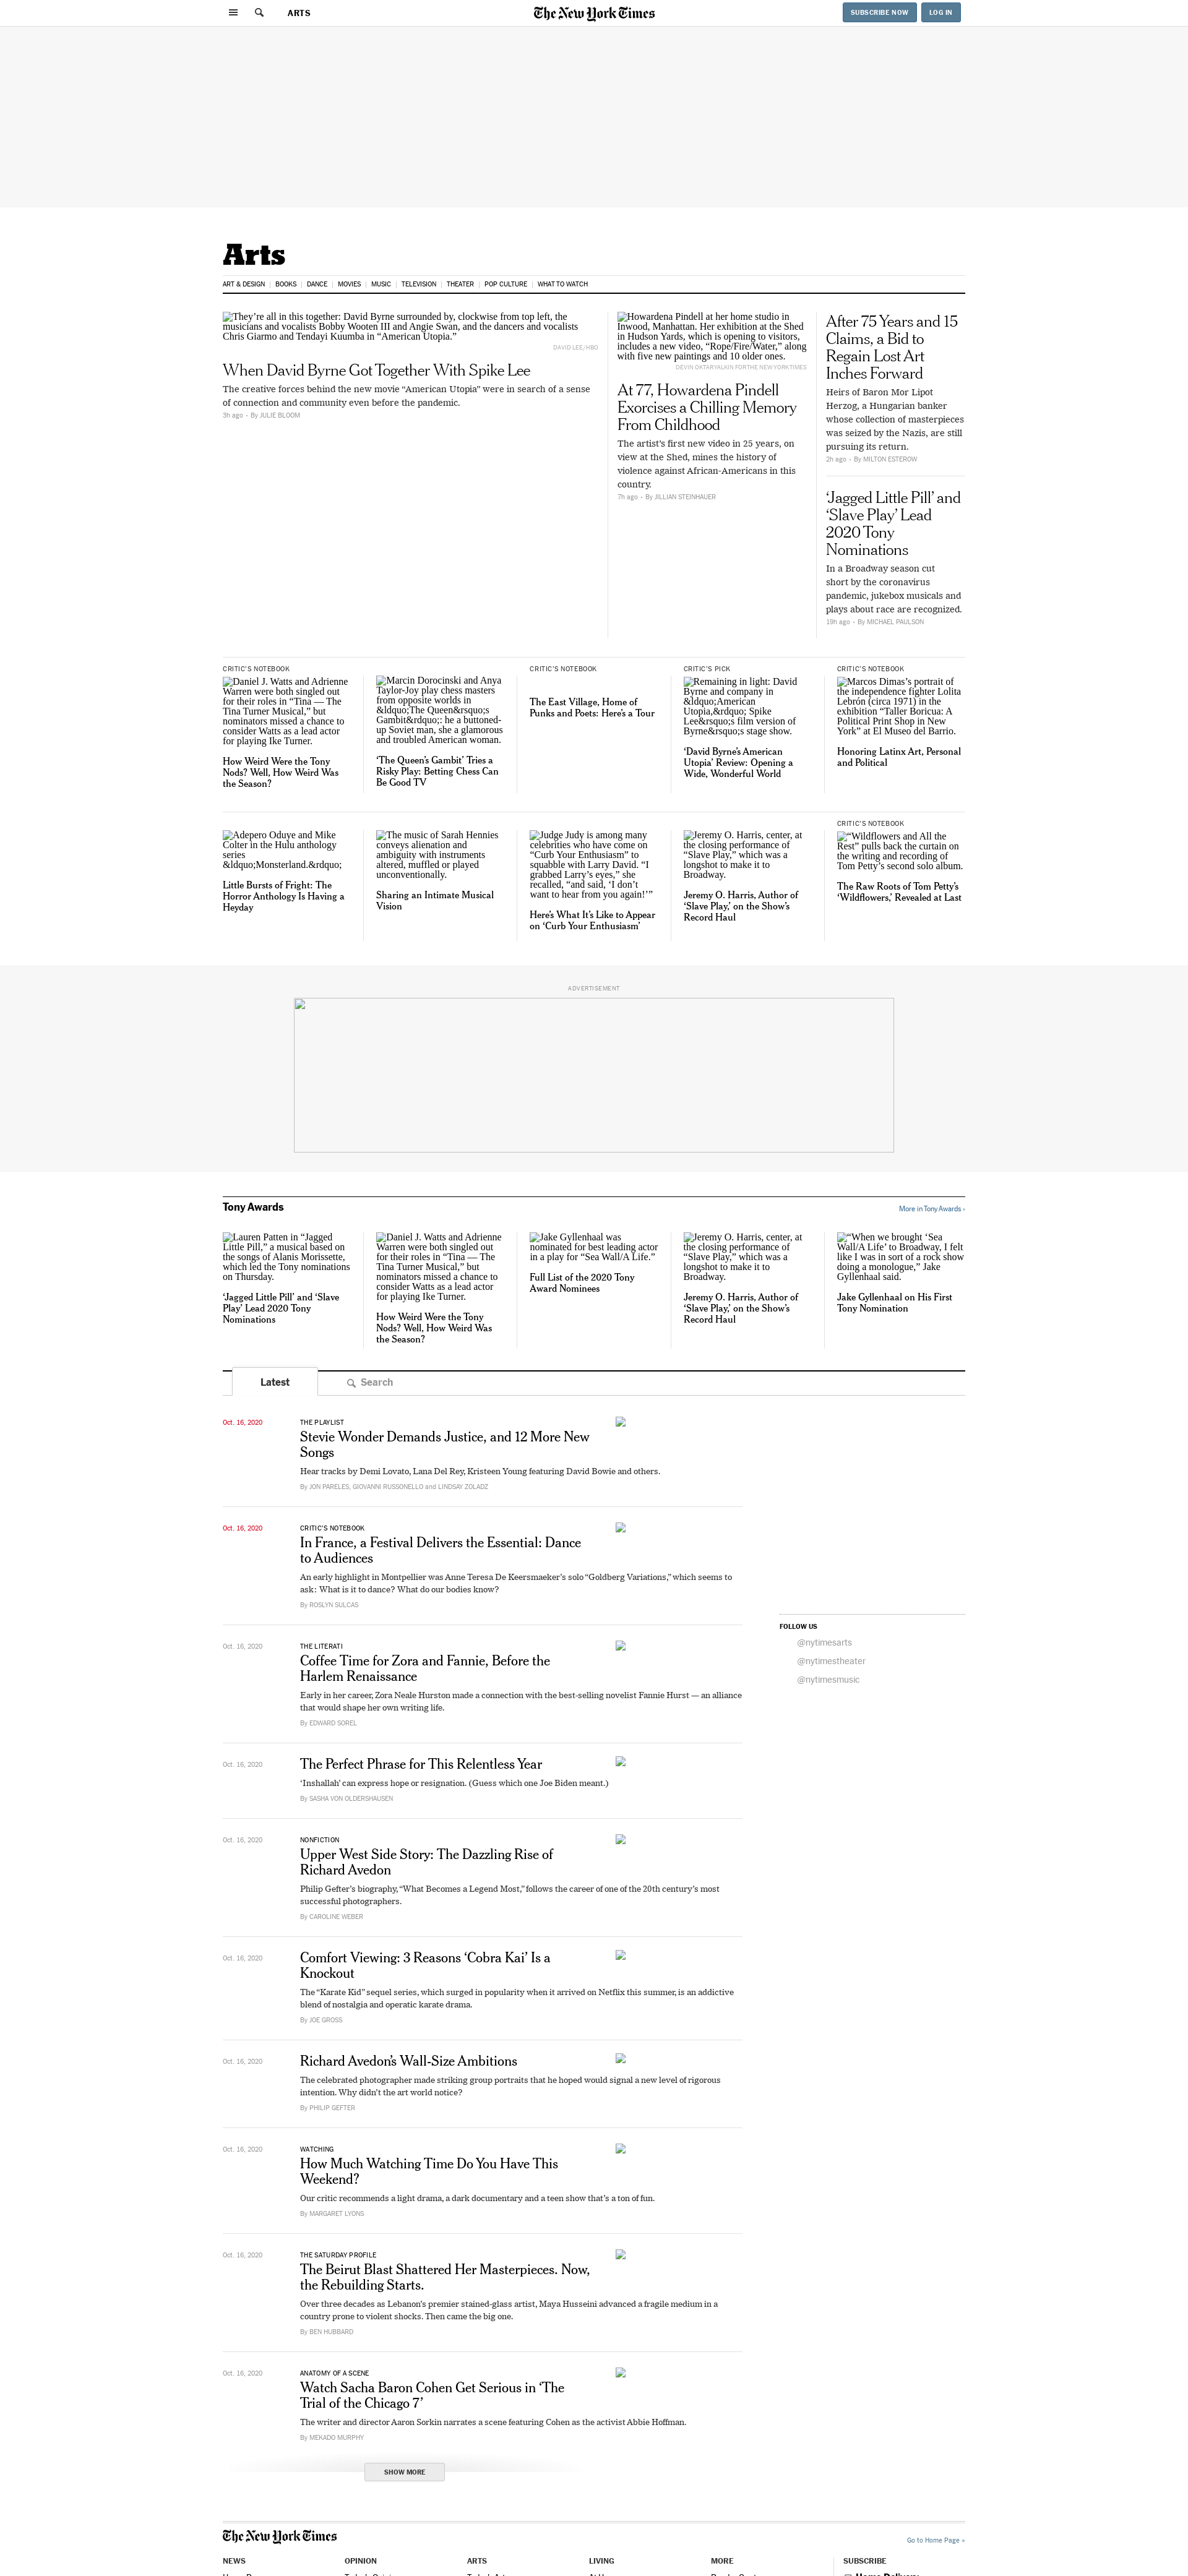 ARTS
The New York Times
SUBSCRIBE NOW
LOG IN
Arts
ART & DESIGN
BOOKS
DANCE
MOVIES
MUSIC
TELEVISION
THEATER
POP CULTURE
WHAT TO WATCH
They’re all in this together: David Byrne surrounded by, clockwise from top left, the
musicians and vocalists Bobby Wooten III and Angie Swan, and the dancers and vocalists
Chris Giarmo and Tendayi Kuumba in “American Utopia.”
DAVID LEE/HBO
When David Byrne Got Together With Spike Lee
The creative forces behind the new movie “American Utopia” were in search of a sense
of connection and community even before the pandemic.
3h ago • By JULIE BLOOM
Howardena Pindell at her home studio in
Inwood, Manhattan. Her exhibition at the Shed
in Hudson Yards, which is opening to visitors,
includes a new video, “Rope/Fire/Water,” along
with five new paintings and 10 older ones.
DEVIN OKTAR YALKIN FOR THE NEW YORK TIMES
At 77, Howardena Pindell
Exorcises a Chilling Memory
From Childhood
The artist’s first new video in 25 years, on
view at the Shed, mines the history of
violence against African-Americans in this
country.
7h ago • By JILLIAN STEINHAUER
After 75 Years and 15
Claims, a Bid to
Regain Lost Art
Inches Forward
Heirs of Baron Mor Lipot
Herzog, a Hungarian banker
whose collection of masterpieces
was seized by the Nazis, are still
pursuing its return.
2h ago • By MILTON ESTEROW
‘Jagged Little Pill’ and
‘Slave Play’ Lead
2020 Tony
Nominations
In a Broadway season cut
short by the coronavirus
pandemic, jukebox musicals and
plays about race are recognized.
19h ago • By MICHAEL PAULSON
CRITIC’S NOTEBOOK
Daniel J. Watts and Adrienne
Warren were both singled out
for their roles in “Tina — The
Tina Turner Musical,” but
nominators missed a chance to
consider Watts as a lead actor
for playing Ike Turner.
How Weird Were the Tony
Nods? Well, How Weird Was
the Season?
Marcin Dorocinski and Anya
Taylor-Joy play chess masters
from opposite worlds in
&ldquo;The Queen&rsquo;s
Gambit&rdquo;: he a buttoned-
up Soviet man, she a glamorous
and troubled American woman.
‘The Queen’s Gambit’ Tries a
Risky Play: Betting Chess Can
Be Good TV
CRITIC’S NOTEBOOK
The East Village, Home of
Punks and Poets: Here’s a Tour
CRITIC’S PICK
Remaining in light: David
Byrne and company in
&ldquo;American
Utopia,&rdquo; Spike
Lee&rsquo;s film version of
Byrne&rsquo;s stage show.
‘David Byrne’s American
Utopia’ Review: Opening a
Wide, Wonderful World
CRITIC’S NOTEBOOK
Marcos Dimas’s portrait of
the independence fighter Lolita
Lebrón (circa 1971) in the
exhibition “Taller Boricua: A
Political Print Shop in New
York” at El Museo del Barrio.
Honoring Latinx Art, Personal
and Political
Adepero Oduye and Mike
Colter in the Hulu anthology
series
&ldquo;Monsterland.&rdquo;
Little Bursts of Fright: The
Horror Anthology Is Having a
Heyday
The music of Sarah Hennies
conveys alienation and
ambiguity with instruments
altered, muffled or played
unconventionally.
Sharing an Intimate Musical
Vision
Judge Judy is among many
celebrities who have come on
“Curb Your Enthusiasm” to
squabble with Larry David. “I
grabbed Larry’s eyes,” she
recalled, “and said, ‘I don’t
want to hear from you again!’”
Here’s What It’s Like to Appear
on ‘Curb Your Enthusiasm’
Jeremy O. Harris, center, at
the closing performance of
“Slave Play,” which was a
longshot to make it to
Broadway.
Jeremy O. Harris, Author of
‘Slave Play,’ on the Show’s
Record Haul
CRITIC’S NOTEBOOK
“Wildflowers and All the
Rest” pulls back the curtain on
the writing and recording of
Tom Petty’s second solo album.
The Raw Roots of Tom Petty’s
‘Wildflowers,’ Revealed at Last
ADVERTISEMENT
Tony Awards
More in Tony Awards ›
Lauren Patten in “Jagged
Little Pill,” a musical based on
the songs of Alanis Morissette,
which led the Tony nominations
on Thursday.
‘Jagged Little Pill’ and ‘Slave
Play’ Lead 2020 Tony
Nominations
Daniel J. Watts and Adrienne
Warren were both singled out
for their roles in “Tina — The
Tina Turner Musical,” but
nominators missed a chance to
consider Watts as a lead actor
for playing Ike Turner.
How Weird Were the Tony
Nods? Well, How Weird Was
the Season?
Jake Gyllenhaal was
nominated for best leading actor
in a play for “Sea Wall/A Life.”
Full List of the 2020 Tony
Award Nominees
Jeremy O. Harris, center, at
the closing performance of
“Slave Play,” which was a
longshot to make it to
Broadway.
Jeremy O. Harris, Author of
‘Slave Play,’ on the Show’s
Record Haul
“When we brought ‘Sea
Wall/A Life’ to Broadway, I felt
like I was in sort of a rock show
doing a monologue,” Jake
Gyllenhaal said.
Jake Gyllenhaal on His First
Tony Nomination
Latest
Search
Oct. 16, 2020
THE PLAYLIST
Stevie Wonder Demands Justice, and 12 More New
Songs
Hear tracks by Demi Lovato, Lana Del Rey, Kristeen Young featuring David Bowie and others.
By JON PARELES, GIOVANNI RUSSONELLO and LINDSAY ZOLADZ
Oct. 16, 2020
CRITIC’S NOTEBOOK
In France, a Festival Delivers the Essential: Dance
to Audiences
An early highlight in Montpellier was Anne Teresa De Keersmaeker’s solo “Goldberg Variations,” which seems to
ask: What is it to dance? What do our bodies know?
By ROSLYN SULCAS
Oct. 16, 2020
THE LITERATI
Coffee Time for Zora and Fannie, Before the
Harlem Renaissance
Early in her career, Zora Neale Hurston made a connection with the best-selling novelist Fannie Hurst — an alliance
that would shape her own writing life.
By EDWARD SOREL
Oct. 16, 2020
The Perfect Phrase for This Relentless Year
‘Inshallah’ can express hope or resignation. (Guess which one Joe Biden meant.)
By SASHA VON OLDERSHAUSEN
Oct. 16, 2020
NONFICTION
Upper West Side Story: The Dazzling Rise of
Richard Avedon
Philip Gefter’s biography, “What Becomes a Legend Most,” follows the career of one of the 20th century’s most
successful photographers.
By CAROLINE WEBER
Oct. 16, 2020
Comfort Viewing: 3 Reasons ‘Cobra Kai’ Is a
Knockout
The “Karate Kid” sequel series, which surged in popularity when it arrived on Netflix this summer, is an addictive
blend of nostalgia and operatic karate drama.
By JOE GROSS
Oct. 16, 2020
Richard Avedon’s Wall-Size Ambitions
The celebrated photographer made striking group portraits that he hoped would signal a new level of rigorous
intention. Why didn’t the art world notice?
By PHILIP GEFTER
Oct. 16, 2020
WATCHING
How Much Watching Time Do You Have This
Weekend?
Our critic recommends a light drama, a dark documentary and a teen show that’s a ton of fun.
By MARGARET LYONS
Oct. 16, 2020
THE SATURDAY PROFILE
The Beirut Blast Shattered Her Masterpieces. Now,
the Rebuilding Starts.
Over three decades as Lebanon’s premier stained-glass artist, Maya Husseini advanced a fragile medium in a
country prone to violent shocks. Then came the big one.
By BEN HUBBARD
Oct. 16, 2020
ANATOMY OF A SCENE
Watch Sacha Baron Cohen Get Serious in ‘The
Trial of the Chicago 7’
The writer and director Aaron Sorkin narrates a scene featuring Cohen as the activist Abbie Hoffman.
By MEKADO MURPHY
SHOW MORE
FOLLOW US
@nytimesarts
@nytimestheater
@nytimesmusic
The New York Times
Go to Home Page »
NEWS
OPINION
ARTS
LIVING
MORE
SUBSCRIBE